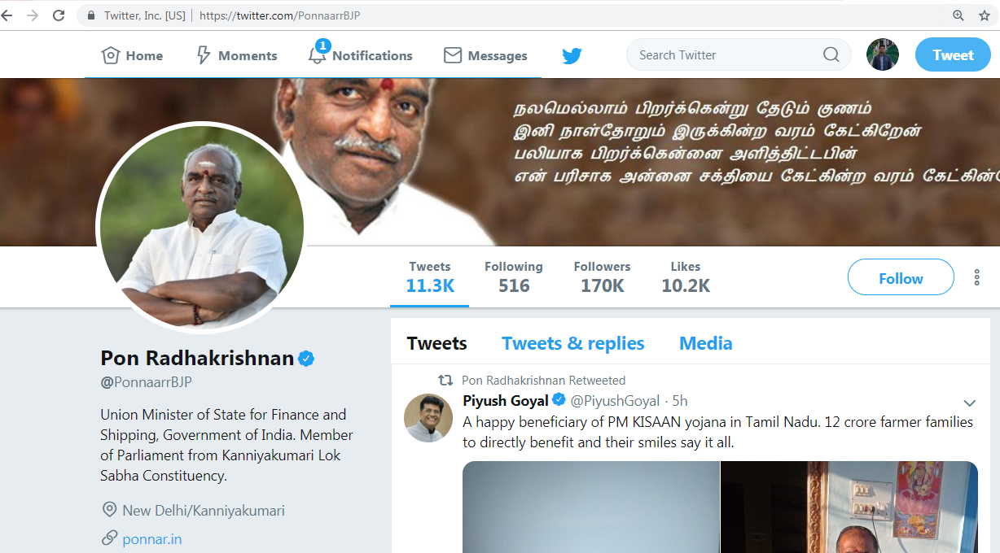 Twitter, Inc. [US] | https://twitter.com/PonnaarrBJP
Home Moments 1 Notifications Messages Search Twitter Tweet
நலமெல்லாம் பிறர்க்கென்று தேடும் குணம்
இனி நாள்தோறும் இருக்கின்ற வரம் கேட்கிறேன்
பலியாக பிறர்க்கென்னை அளித்திட்டபின்
என் பரிசாக அன்னை சக்தியை கேட்கின்ற வரம்
Tweets Following Followers Likes
11.3K 516 170K 10.2K
Follow
Pon Radhakrishnan
@PonnaarrBJP
Union Minister of State for Finance and
Shipping, Government of India. Member
of Parliament from Kanniyakumari Lok
Sabha Constituency.
New Delhi/Kanniyakumari
ponnar.in
Tweets Tweets & replies Media
Pon Radhakrishnan Retweeted
Piyush Goyal @PiyushGoyal · 5h
A happy beneficiary of PM KISAAN yojana in Tamil Nadu. 12 crore farmer families
to directly benefit and their smiles say it all.